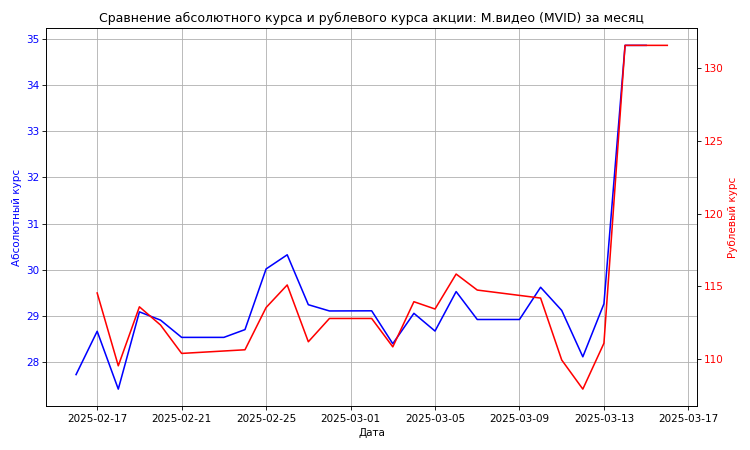 Сравнение абсолютного курса и рублевого курса акции: М.видео (MVID) за месяц
35
34
33
32
31
30
29
28
Абсолютный курс
130
125
120
115
110
Рублевый курс
2025-02-17 2025-02-21 2025-02-25 2025-03-01 2025-03-05 2025-03-09 2025-03-13 2025-03-17
Дата